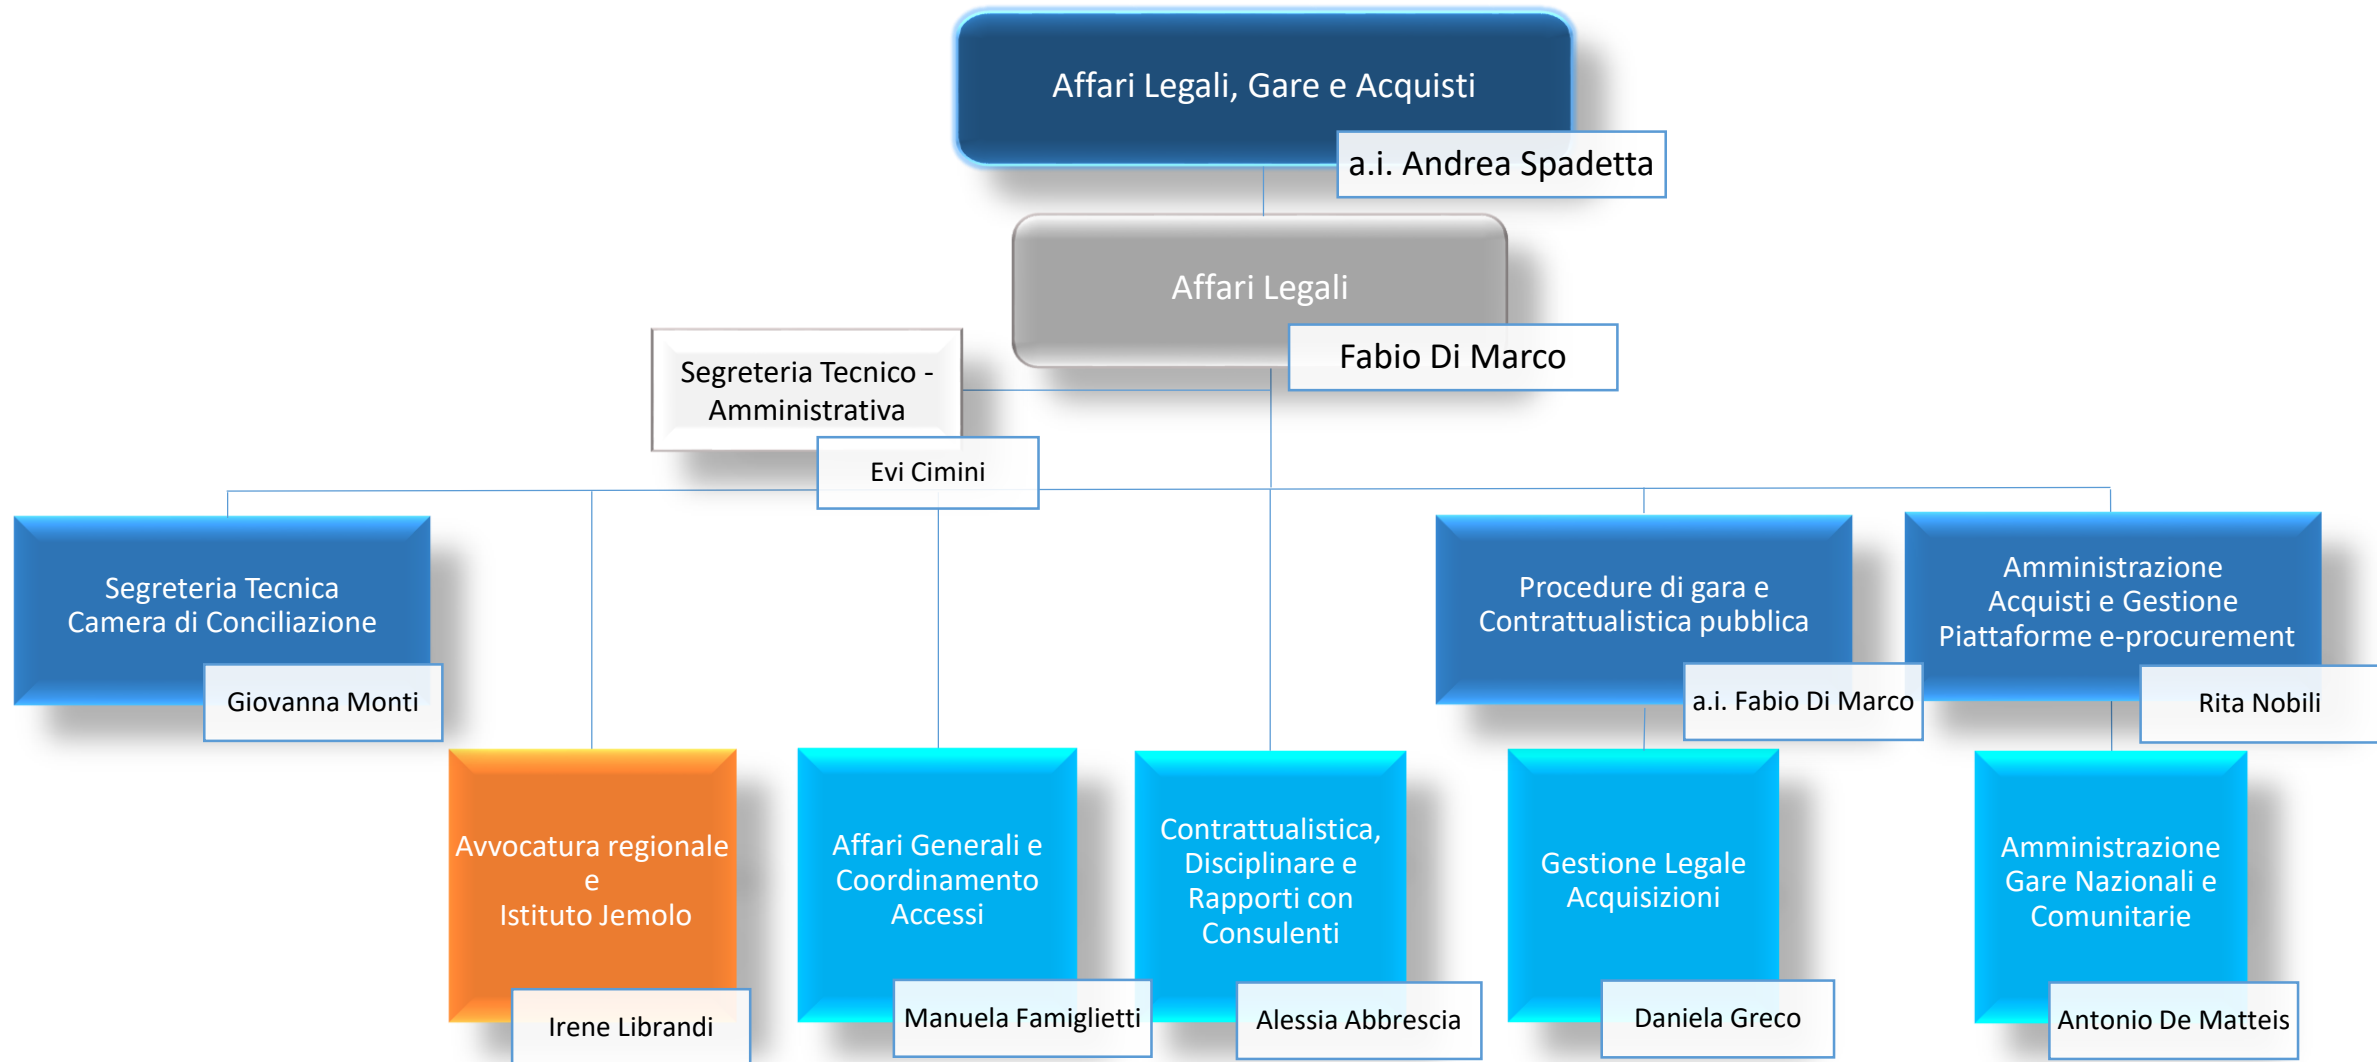 Affari Legali, Gare e Acquisti
a.i. Andrea Spadetta
Affari Legali
Fabio Di Marco
Segreteria Tecnico -
Amministrativa
Evi Cimini
Segreteria Tecnica
Camera di Conciliazione
Giovanna Monti
Procedure di gara e
Contrattualistica pubblica
a.i. Fabio Di Marco
Amministrazione
Acquisti e Gestione
Piattaforme e-procurement
Rita Nobili
Avvocatura regionale
e
Istituto Jemolo
Irene Librandi
Affari Generali e
Coordinamento
Accessi
Manuela Famiglietti
Contrattualistica,
Disciplinare e
Rapporti con
Consulenti
Alessia Abbrescia
Gestione Legale
Acquisizioni
Daniela Greco
Amministrazione
Gare Nazionali e
Comunitarie
Antonio De Matteis